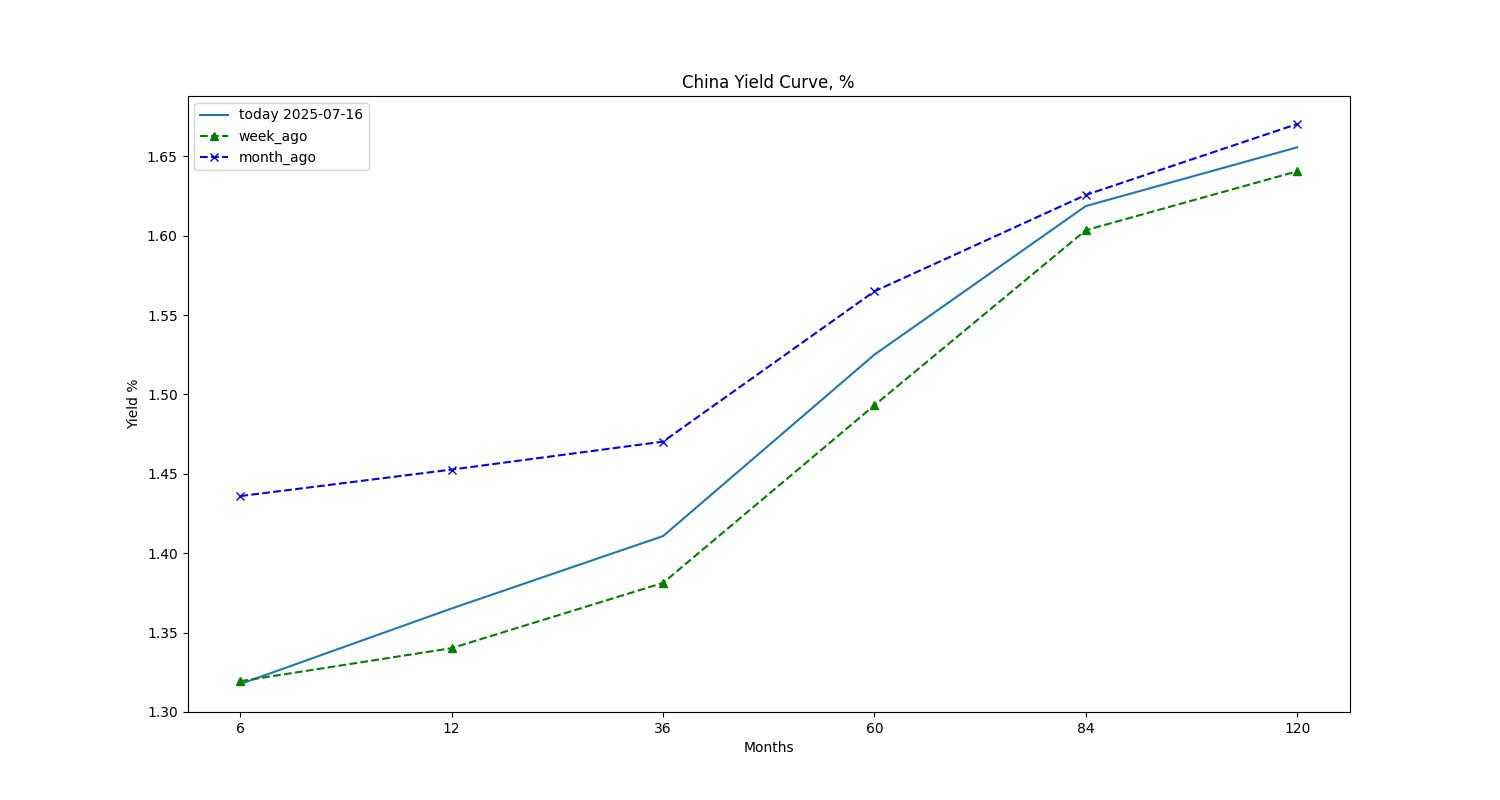 China Yield Curve, %
today 2025-07-16
week_ago
month_ago
Yield %
1.65
1.60
1.55
1.50
1.45
1.40
1.35
1.30
6 12 36 60 84 120
Months